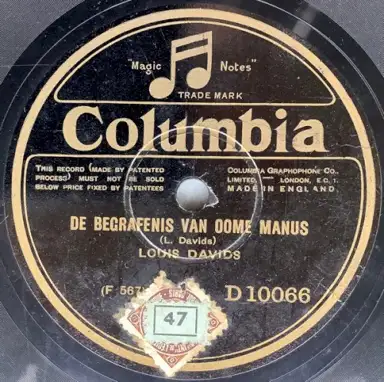 "Magic Notes"
TRADE MARK
Columbia
THIS RECORD (MADE BY PATENTED
PROCESS) MUST NOT BE SOLD
BELOW PRICE FIXED BY PATENTEES
COLUMBIA GRAPHOPHONE CO.,
LIMITED, — LONDON, E.C. 1.
MADE IN ENGLAND.
DE BEGRAFENIS VAN OOME MANUS
(L. Davids)
LOUIS DAVIDS
D 10066
47